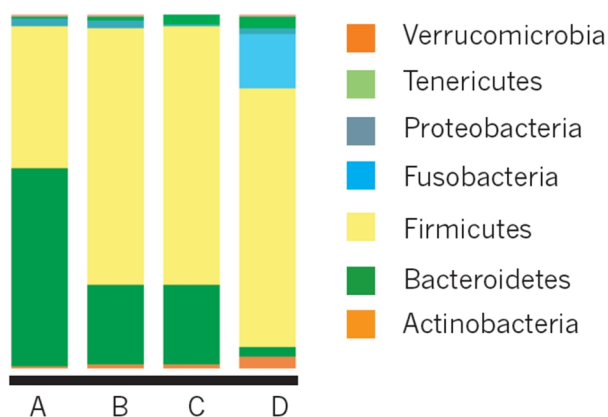 Verrucomicrobia
Tenericutes
Proteobacteria
Fusobacteria
Firmicutes
Bacteroidetes
Actinobacteria
A B C D